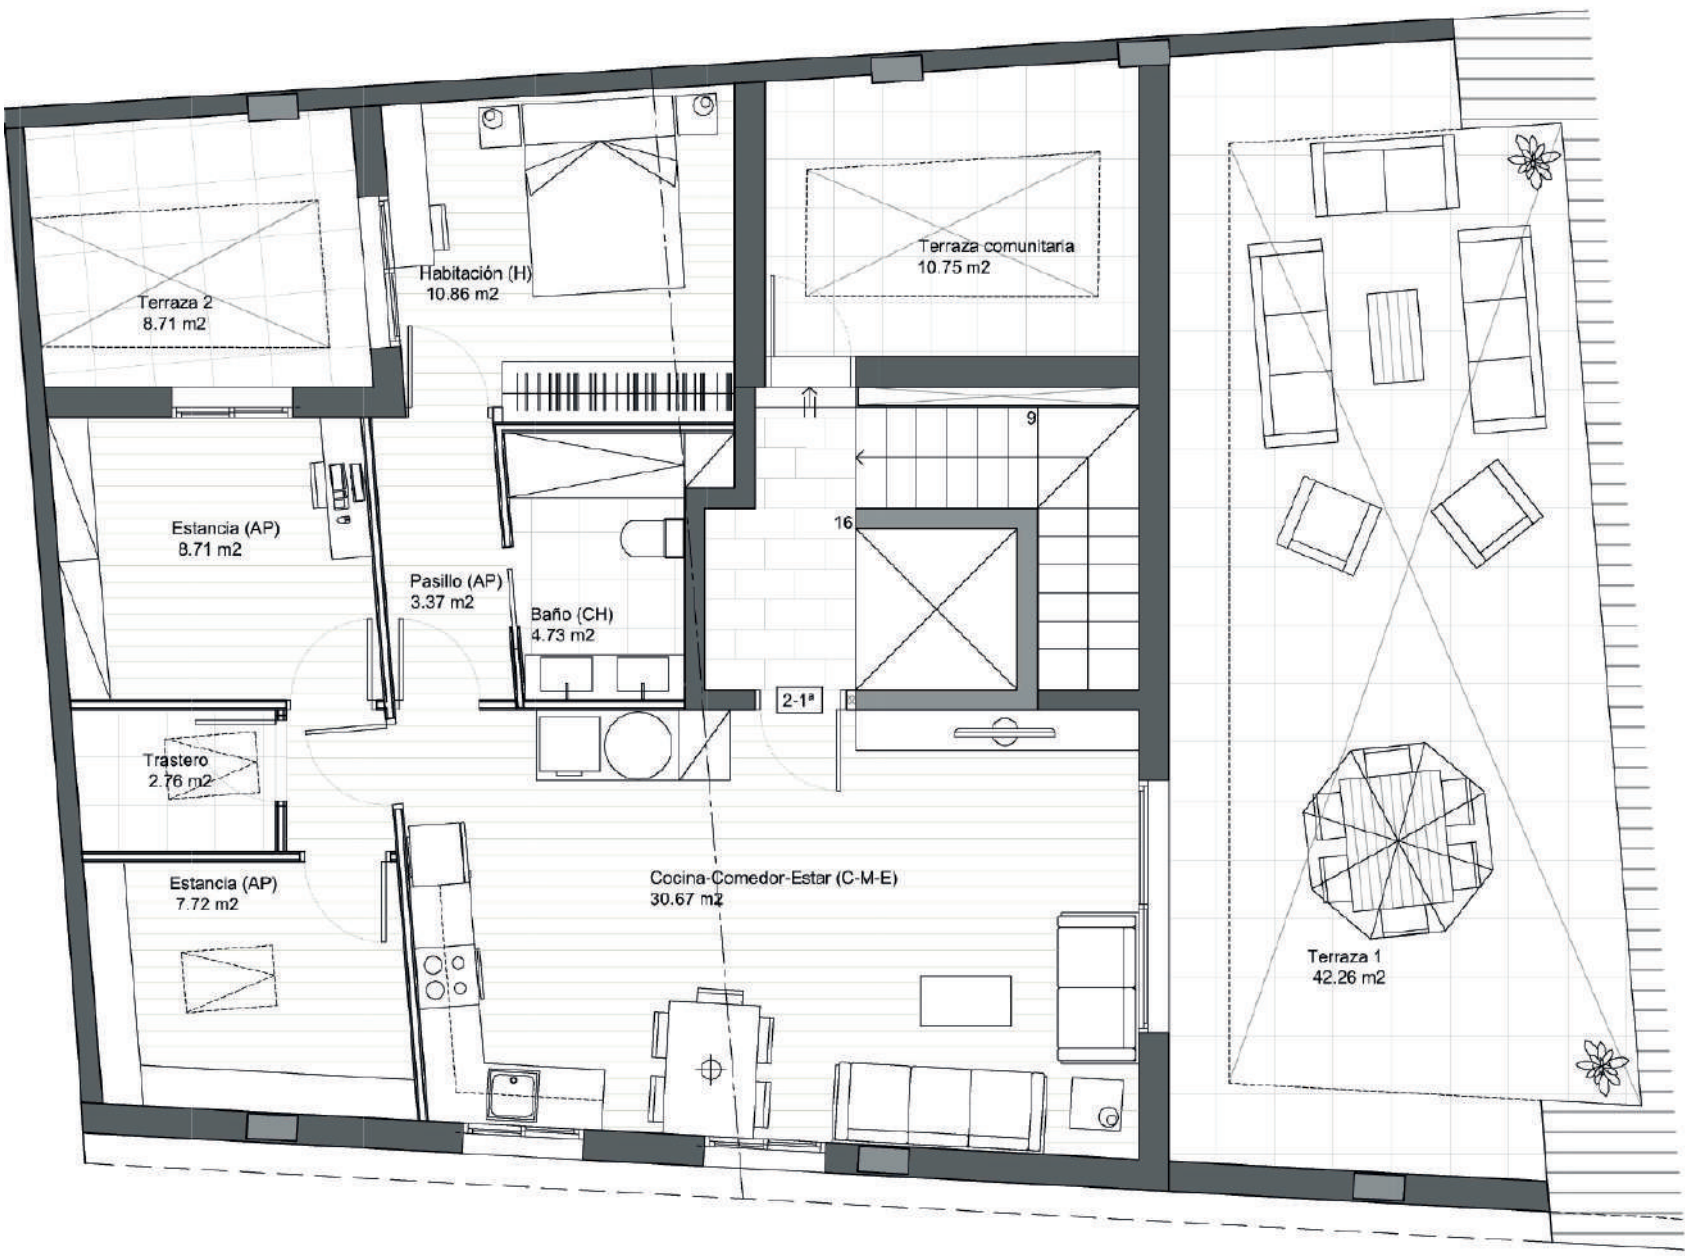 Terraza comunitaria
10.75 m2
Habitación (H)
10.86 m2
Terraza 2
8.71 m2
9
16
Estancia (AP)
8.71 m2
Pasillo (AP)
3.37 m2
Baño (CH)
4.73 m2
2-1ª
Trastero
2.76 m2
Estancia (AP)
7.72 m2
Cocina-Comedor-Estar (C-M-E)
30.67 m2
Terraza 1
42.26 m2